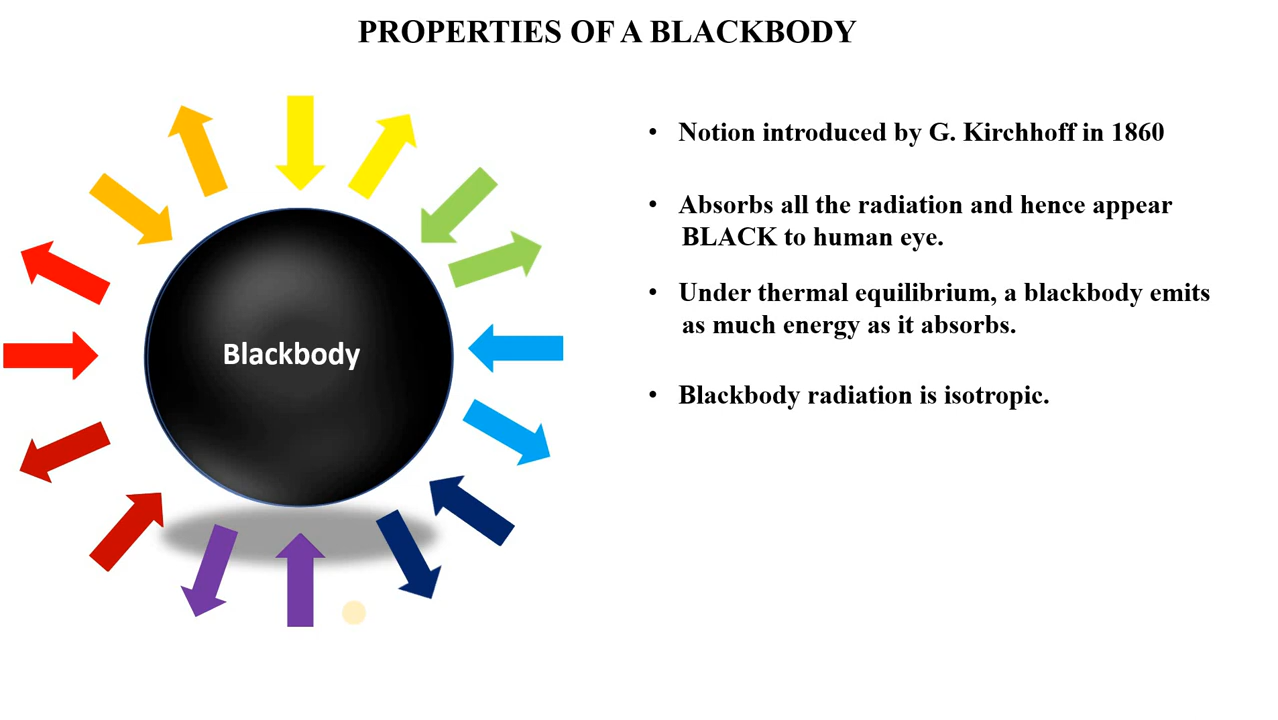 PROPERTIES OF A BLACKBODY
Blackbody
• Notion introduced by G. Kirchhoff in 1860
• Absorbs all the radiation and hence appear
BLACK to human eye.
• Under thermal equilibrium, a blackbody emits
as much energy as it absorbs.
• Blackbody radiation is isotropic.